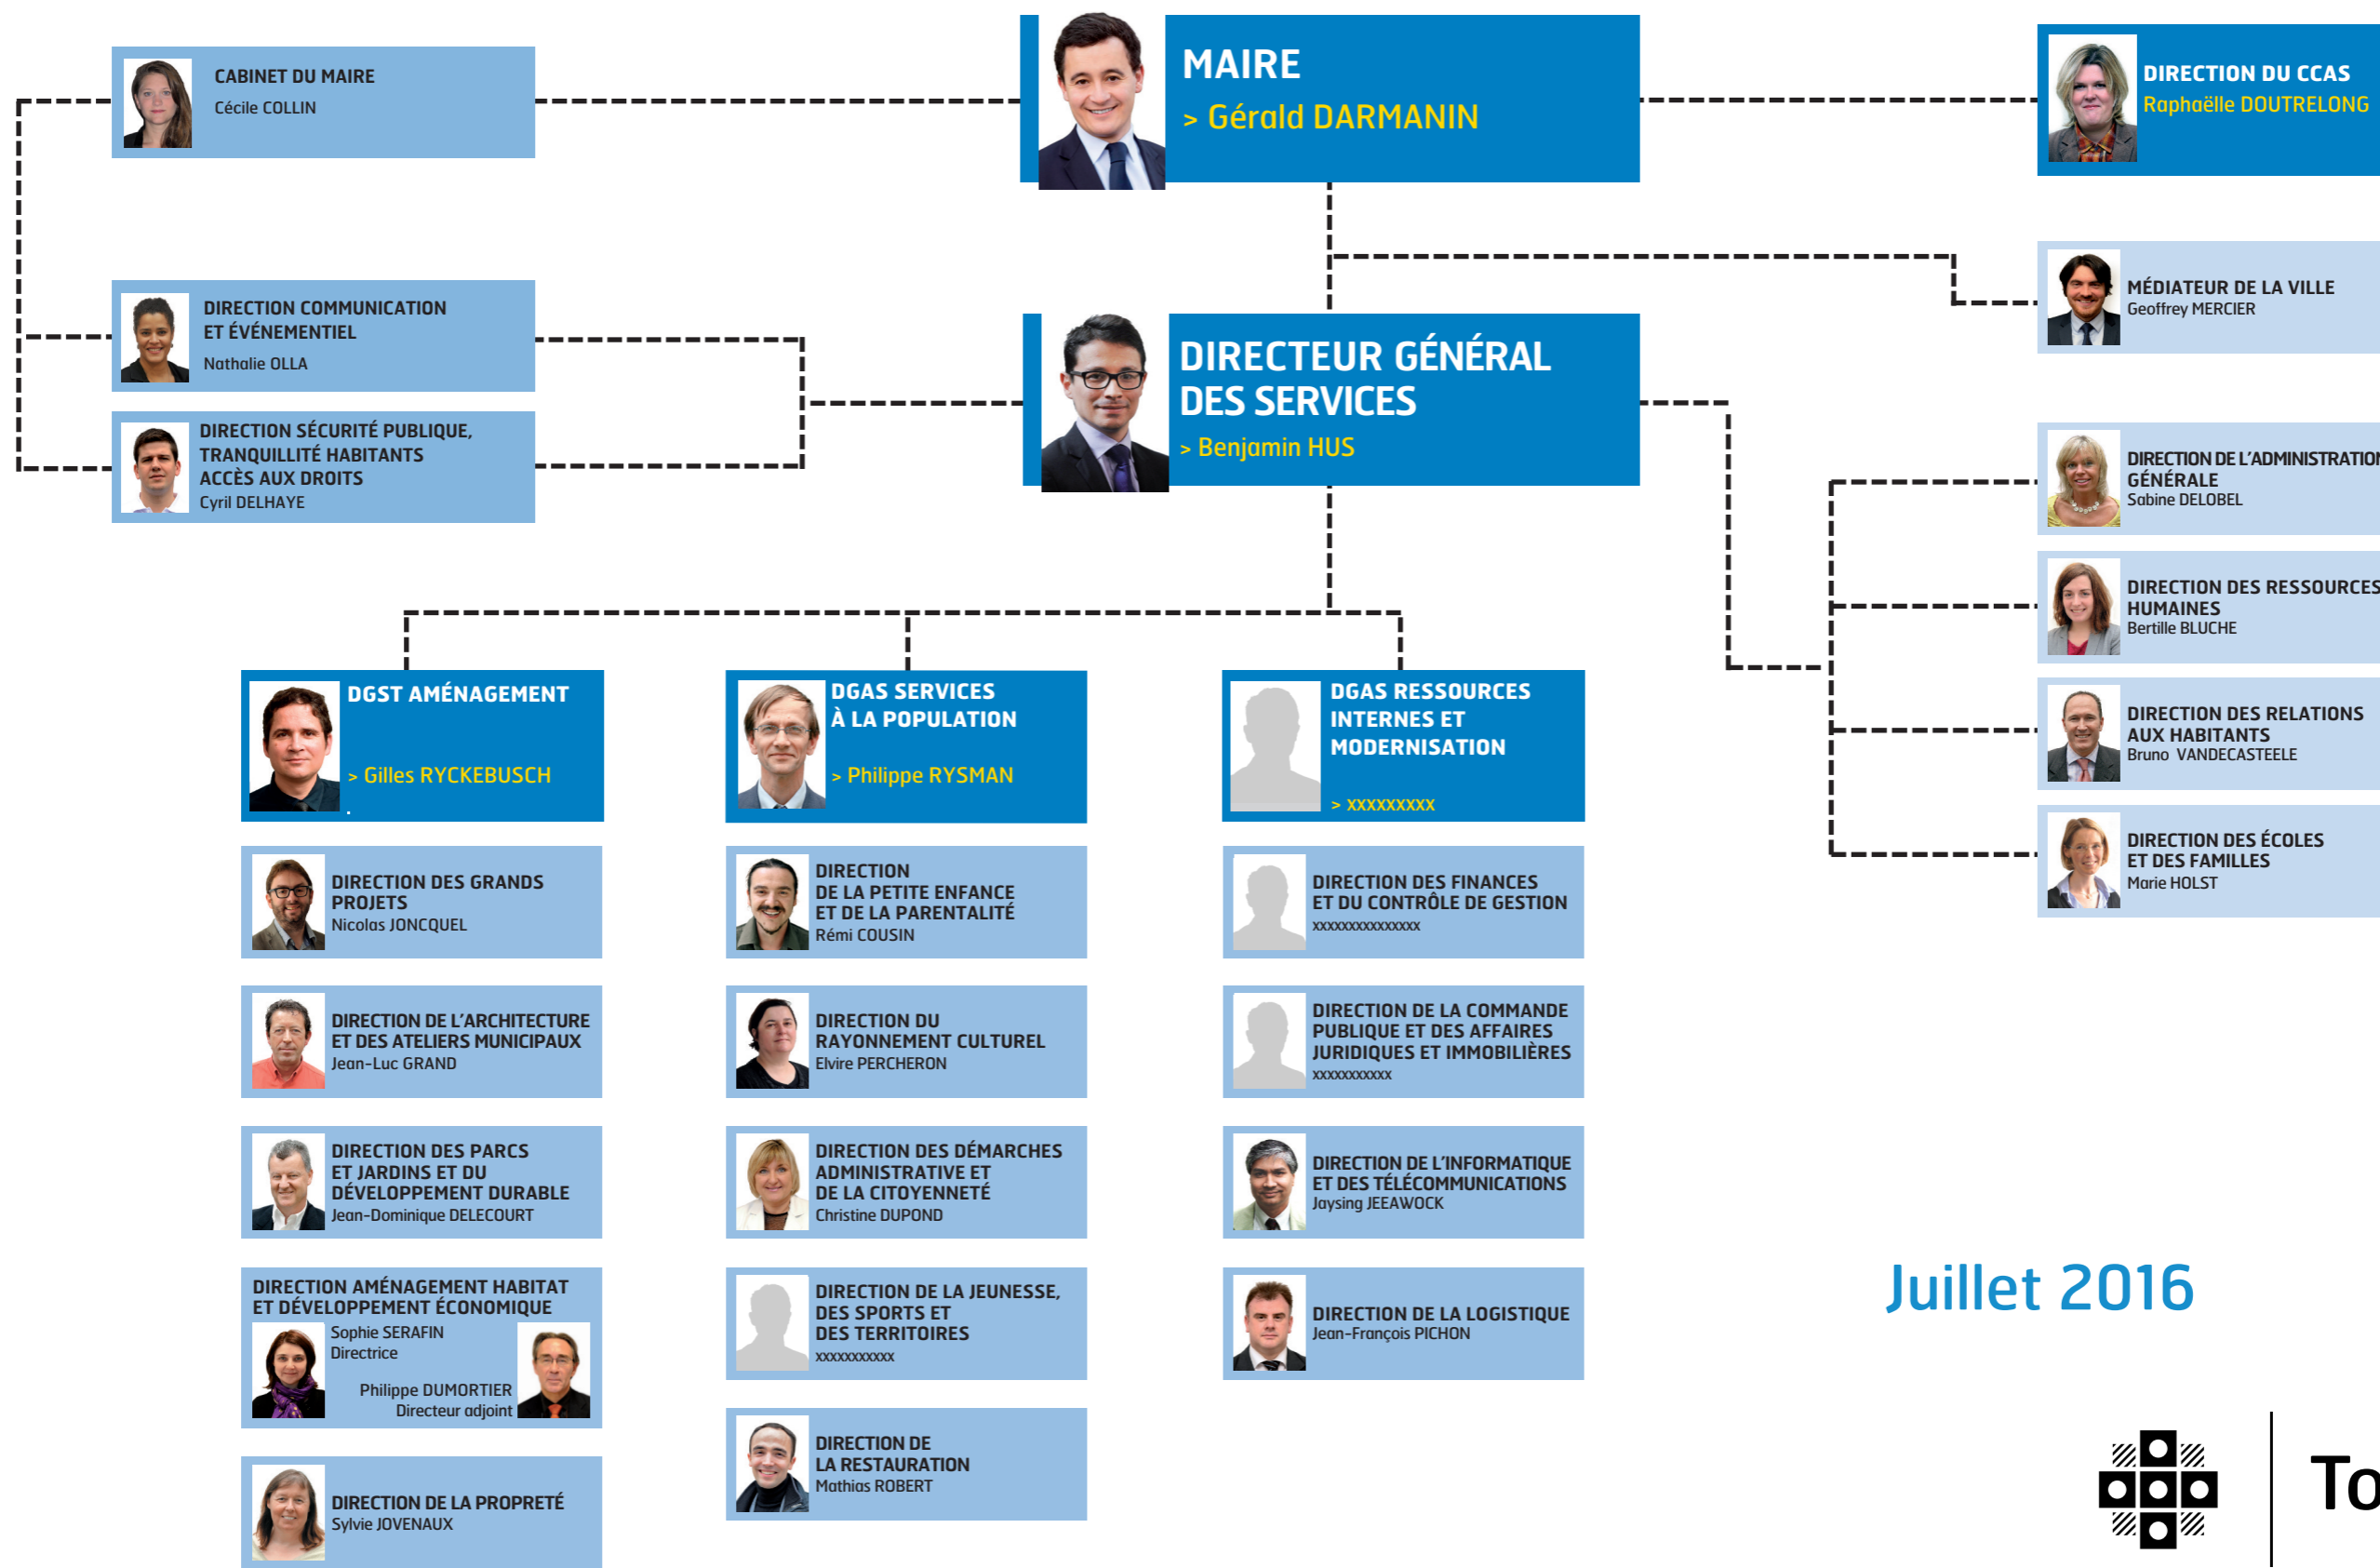 CABINET DU MAIRE
Cécile COLLIN
MAIRE
> Gérald DARMANIN
DIRECTION DU CCAS
Raphaëlle DOUTRELONG
DIRECTION COMMUNICATION
ET ÉVÉNEMENTIEL
Nathalie OLLA
DIRECTION SÉCURITÉ PUBLIQUE,
TRANQUILLITÉ HABITANTS
ACCÈS AUX DROITS
Cyril DELHAYE
DIRECTEUR GÉNÉRAL
DES SERVICES
> Benjamin HUS
MÉDIATEUR DE LA VILLE
Geoffrey MERCIER
DIRECTION DE L'ADMINISTRATION
GÉNÉRALE
Sabine DELOBEL
DIRECTION DES RESSOURCES
HUMAINES
Bertille BLUCHE
DIRECTION DES RELATIONS
AUX HABITANTS
Bruno VANDECASTEELE
DIRECTION DES ÉCOLES
ET DES FAMILLES
Marie HOLST
DGST AMÉNAGEMENT
> Gilles RYCKEBUSCH
.
DIRECTION DES GRANDS
PROJETS
Nicolas JONCQUEL
DIRECTION DE L'ARCHITECTURE
ET DES ATELIERS MUNICIPAUX
Jean-Luc GRAND
DIRECTION DES PARCS
ET JARDINS ET DU
DÉVELOPPEMENT DURABLE
Jean-Dominique DELECOURT
DIRECTION AMÉNAGEMENT HABITAT
ET DÉVELOPPEMENT ÉCONOMIQUE
Sophie SERAFIN
Directrice
Philippe DUMORTIER
Directeur adjoint
DIRECTION DE LA PROPRETÉ
Sylvie JOVENAUX
DGAS SERVICES
À LA POPULATION
> Philippe RYSMAN
DIRECTION
DE LA PETITE ENFANCE
ET DE LA PARENTALITÉ
Rémi COUSIN
DIRECTION DU
RAYONNEMENT CULTUREL
Elvire PERCHERON
DIRECTION DES DÉMARCHES
ADMINISTRATIVE ET
DE LA CITOYENNETÉ
Christine DUPOND
DIRECTION DE LA JEUNESSE,
DES SPORTS ET
DES TERRITOIRES
xxxxxxxxxxx
DIRECTION DE
LA RESTAURATION
Mathias ROBERT
DGAS RESSOURCES
INTERNES ET
MODERNISATION
> xxxxxxxxx
DIRECTION DES FINANCES
ET DU CONTRÔLE DE GESTION
xxxxxxxxxxxxxxx
DIRECTION DE LA COMMANDE
PUBLIQUE ET DES AFFAIRES
JURIDIQUES ET IMMOBILIÈRES
xxxxxxxxxxx
DIRECTION DE L'INFORMATIQUE
ET DES TÉLÉCOMMUNICATIONS
Jaysing JEEAWOCK
DIRECTION DE LA LOGISTIQUE
Jean-François PICHON
Juillet 2016
To